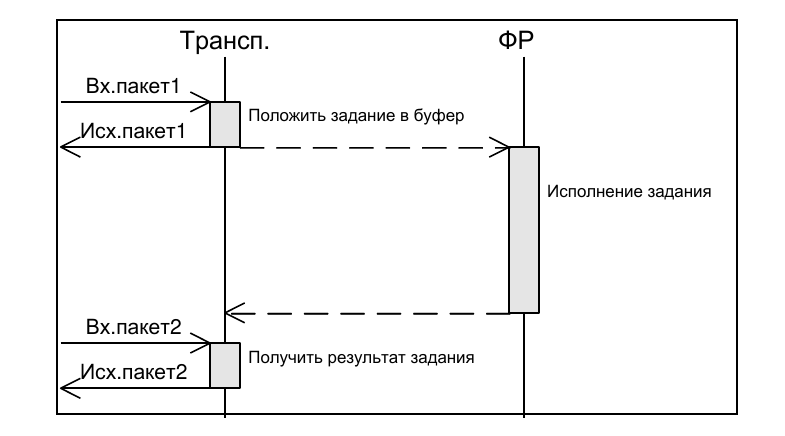 Трансп.
ФР
Вх.пакет1
Положить задание в буфер
Исх.пакет1
Исполнение задания
Вх.пакет2
Получить результат задания
Исх.пакет2